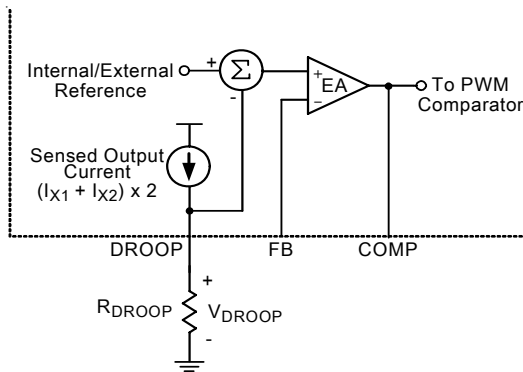 Internal/External
Reference
+
-
Σ
+
−
EA
To PWM
Comparator
Sensed Output
Current
(IX1 + IX2) x 2
DROOP
FB
COMP
+
RDROOP
VDROOP
-